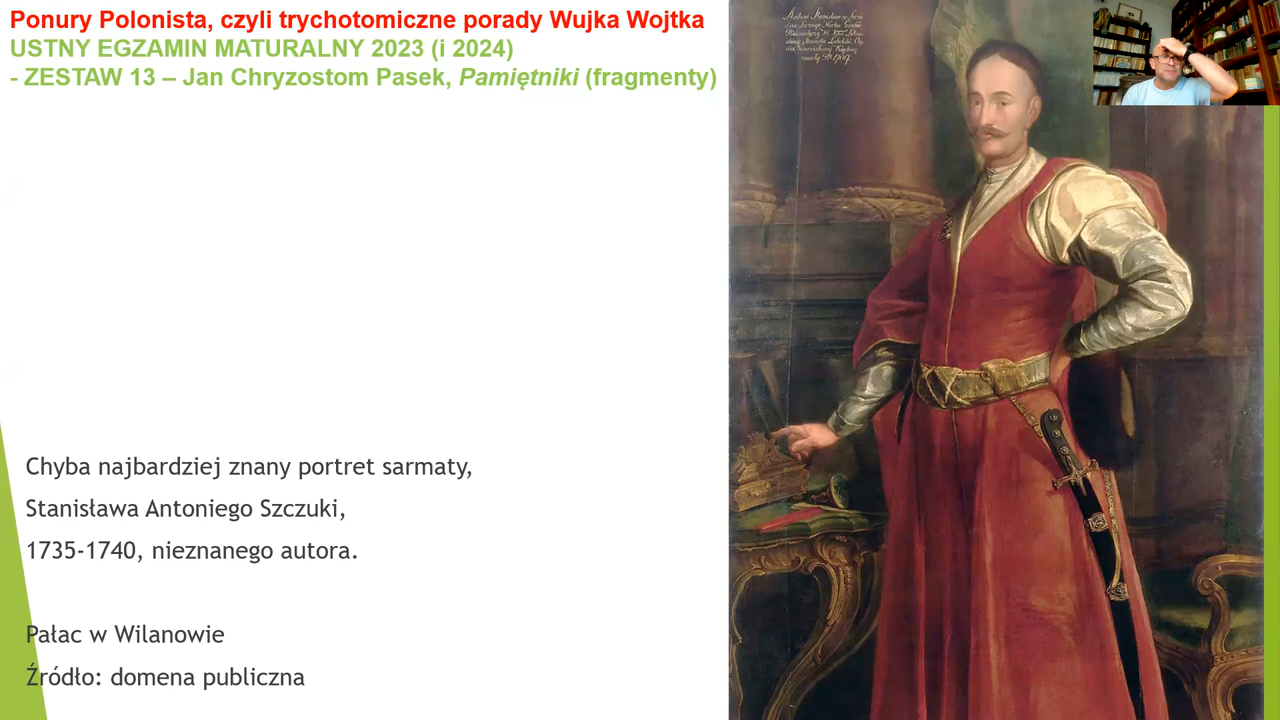 Ponury Polonista, czyli trychotomiczne porady Wujka Wojtka
USTNY EGZAMIN MATURALNY 2023 (i 2024)
- ZESTAW 13 – Jan Chryzostom Pasek, Pamiętniki (fragmenty)
Chyba najbardziej znany portret sarmaty,
Stanisława Antoniego Szczuki,
1735-1740, nieznanego autora.
Pałac w Wilanowie
Źródło: domena publiczna